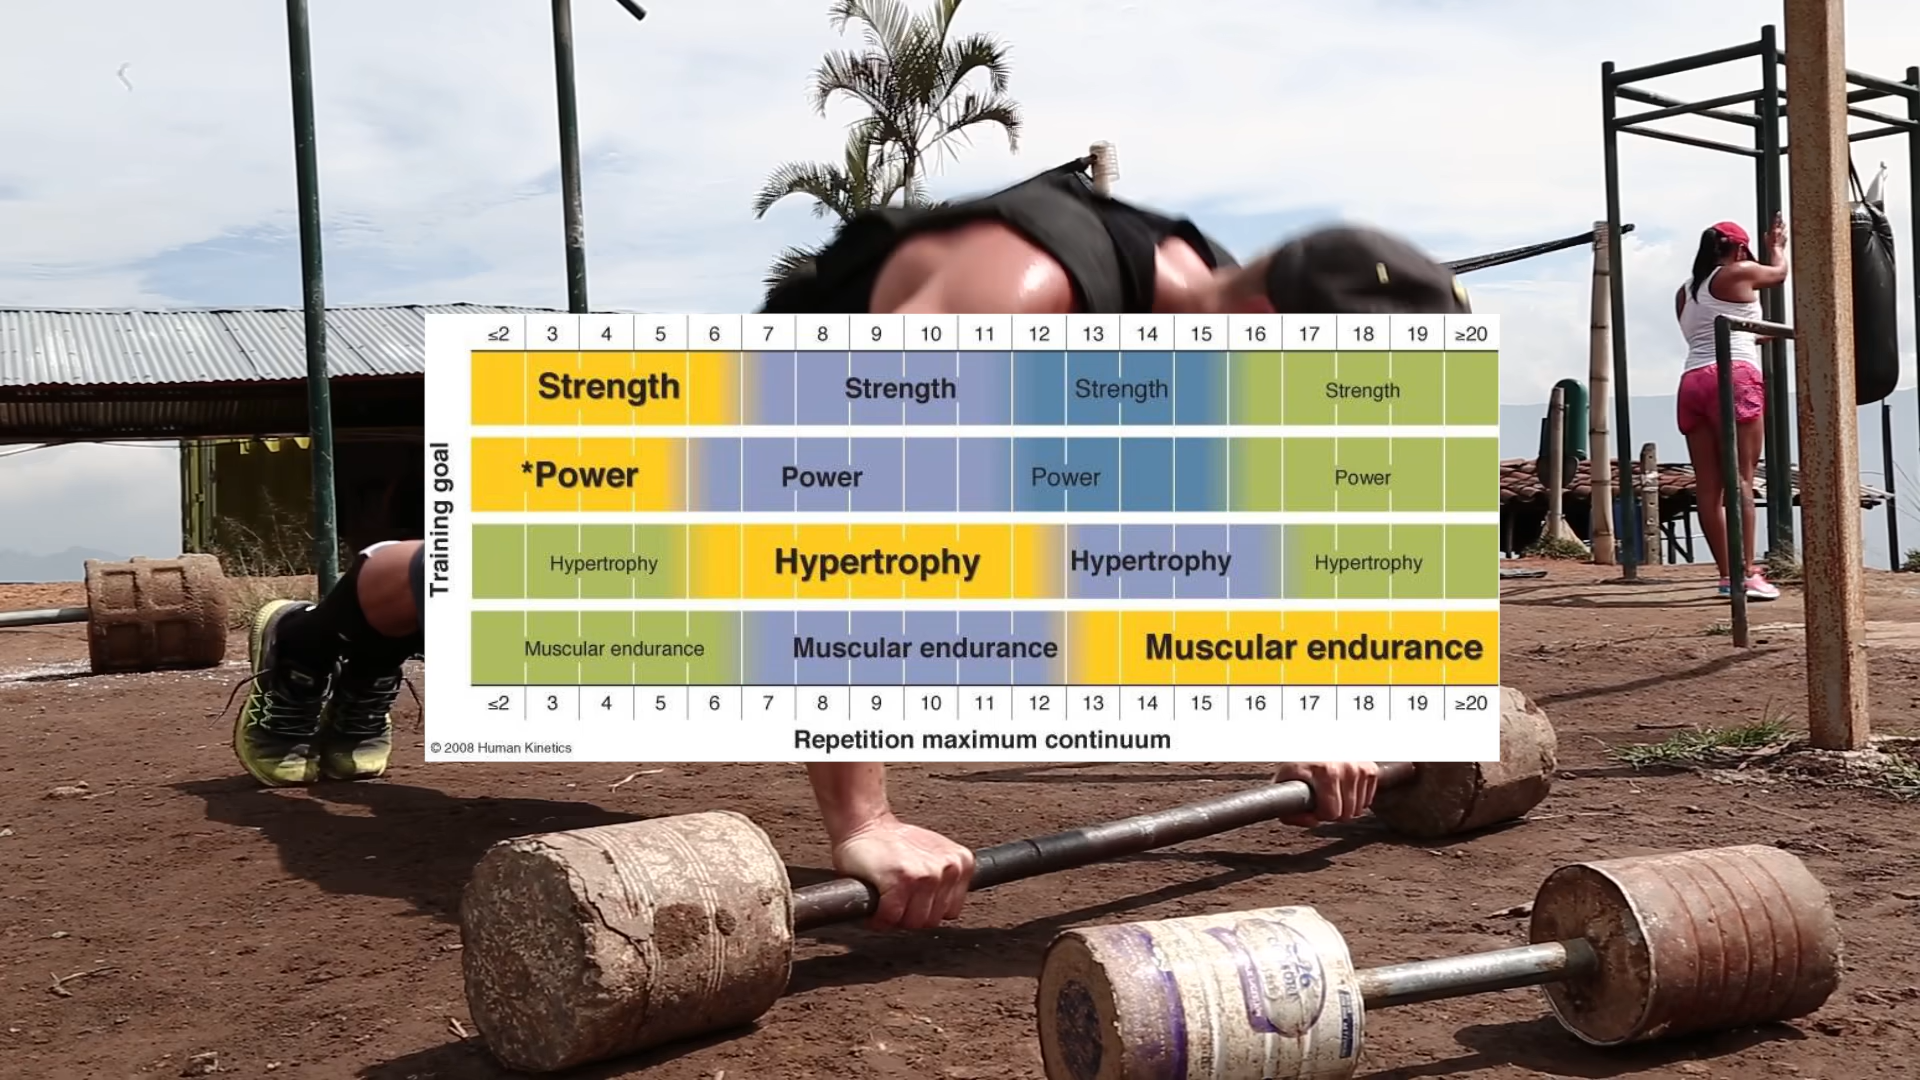 ≤2 3 4 5 6 7 8 9 10 11 12 13 14 15 16 17 18 19 ≥20
Strength Strength Strength Strength
*Power Power Power Power
Training goal
Hypertrophy Hypertrophy Hypertrophy Hypertrophy
Muscular endurance Muscular endurance Muscular endurance
≤2 3 4 5 6 7 8 9 10 11 12 13 14 15 16 17 18 19 ≥20
Repetition maximum continuum
© 2008 Human Kinetics